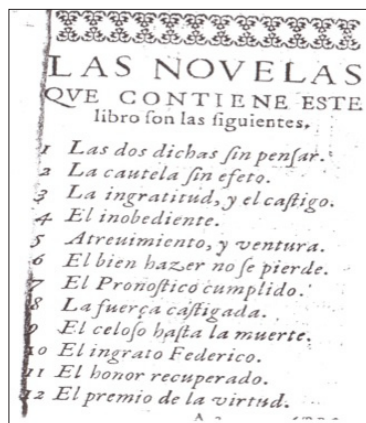 LAS NOVELAS
QVE CONTIENE ESTE
libro ſon las ſiguientes.
1 Las dos dichas ſin penſar.
2 La cautela ſin efeto.
3 La ingratitud, y el caſtigo.
4 El inobediente.
5 Atreuimiento, y ventura.
6 El bien hazer no ſe pierde.
7 El Pronoſtico cumplido.
8 La fuerça caſtigada.
9 El celoſo haſta la muerte.
10 El ingrato Federico.
11 El honor recuperado.
12 El premio de la virtud.